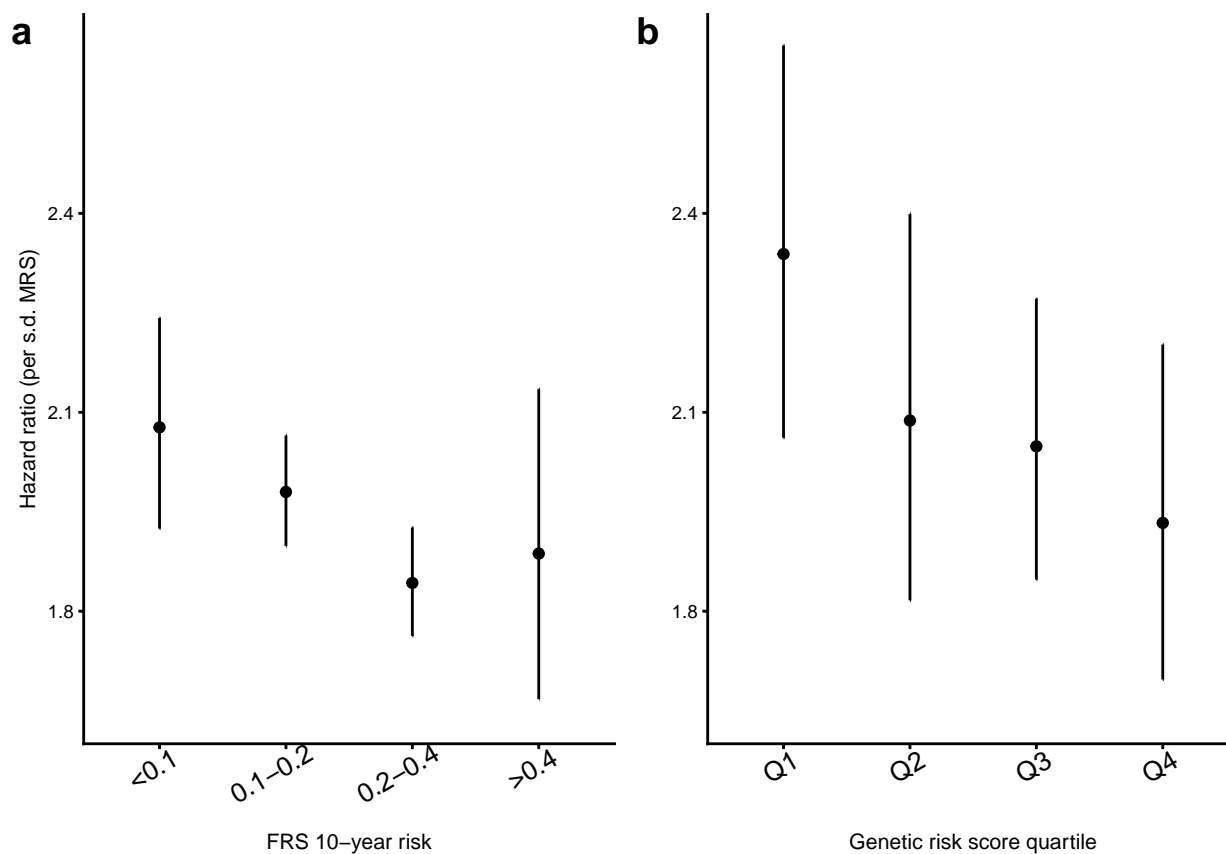 a
Hazard ratio (per s.d. MRS)
2.4
2.1
1.8
<0.1
0.1−0.2
0.2−0.4
>0.4
FRS 10−year risk
b
2.4
2.1
1.8
Q1
Q2
Q3
Q4
Genetic risk score quartile